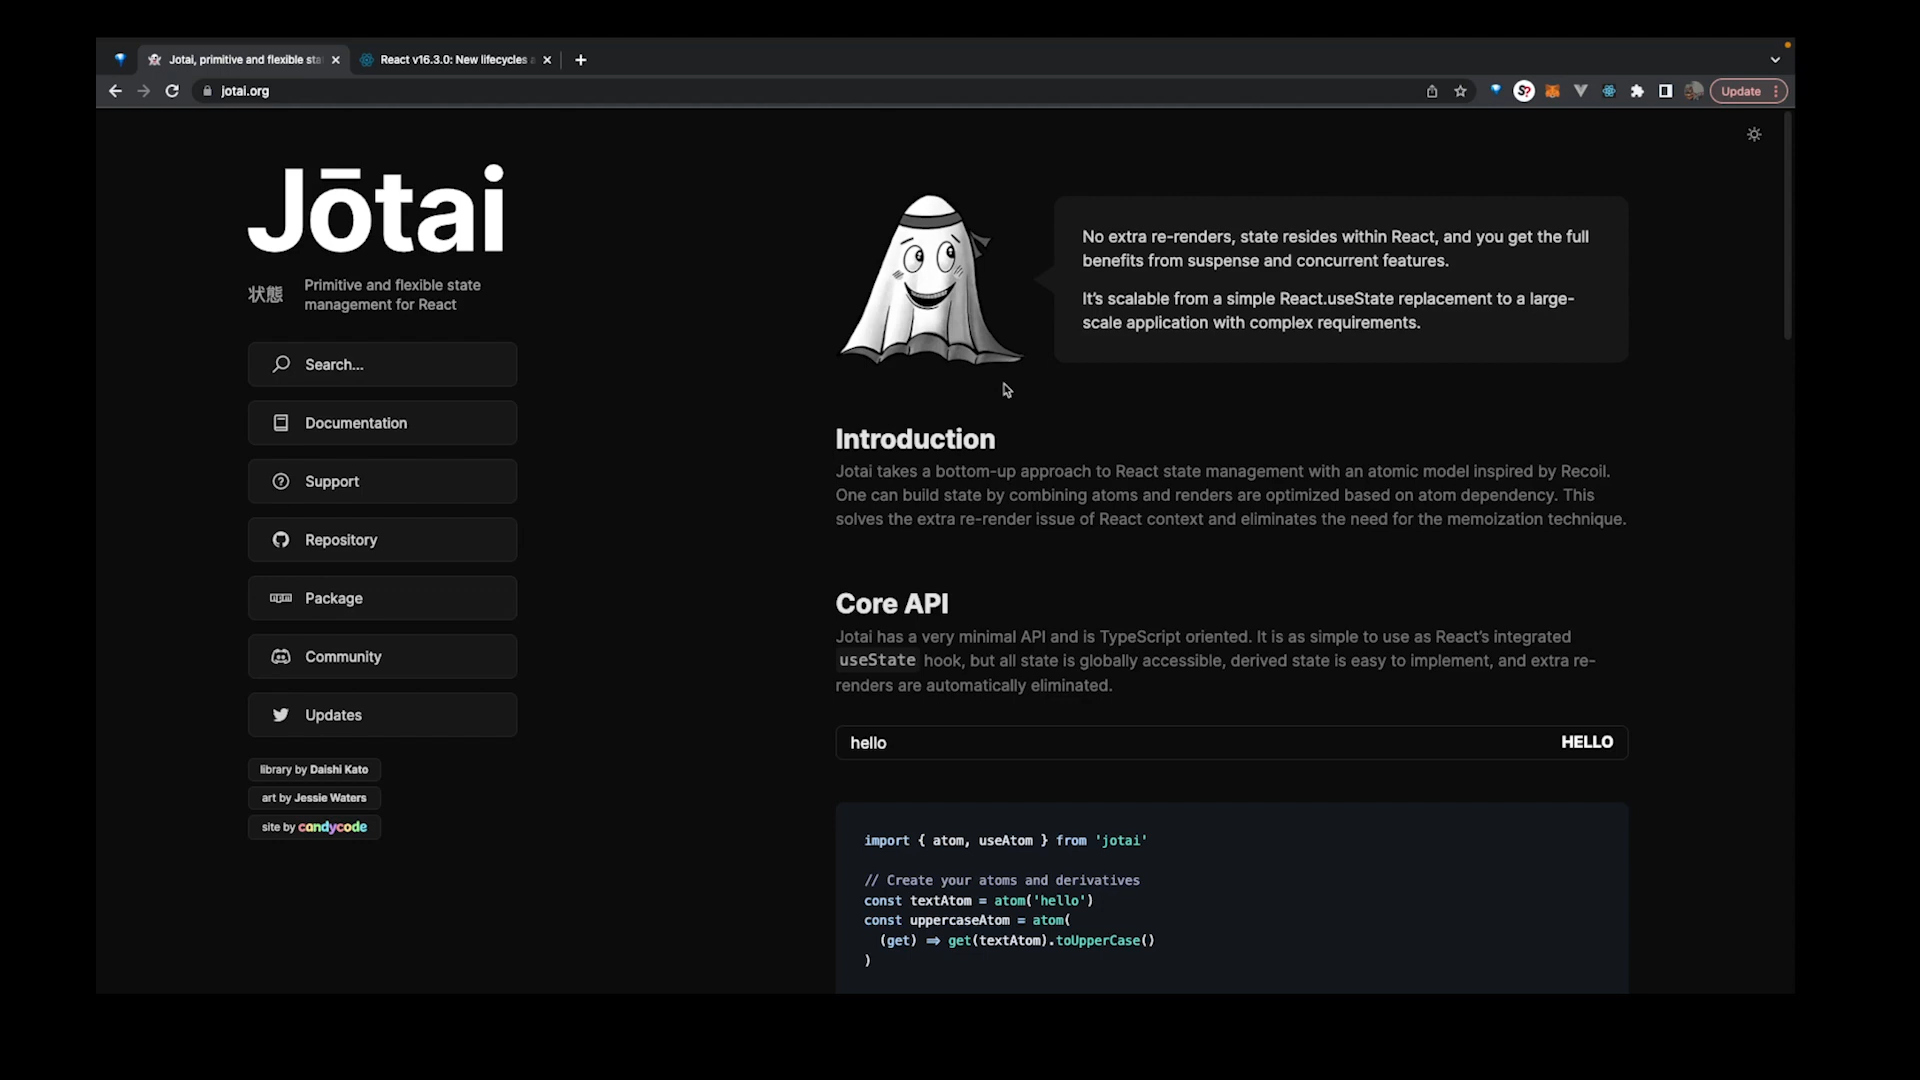 Jotai, primitive and flexible sta
React v16.3.0: New lifecycles a
jotai.org
Update
Jōtai
状態
Primitive and flexible state
management for React
Search...
Documentation
Support
Repository
Package
Community
Updates
library by Daishi Kato
art by Jessie Waters
site by candycode
No extra re-renders, state resides within React, and you get the full
benefits from suspense and concurrent features.
It's scalable from a simple React.useState replacement to a large-
scale application with complex requirements.
Introduction
Jotai takes a bottom-up approach to React state management with an atomic model inspired by Recoil.
One can build state by combining atoms and renders are optimized based on atom dependency. This
solves the extra re-render issue of React context and eliminates the need for the memoization technique.
Core API
Jotai has a very minimal API and is TypeScript oriented. It is as simple to use as React's integrated
useState hook, but all state is globally accessible, derived state is easy to implement, and extra re-
renders are automatically eliminated.
hello HELLO
import { atom, useAtom } from 'jotai'
// Create your atoms and derivatives
const textAtom = atom('hello')
const uppercaseAtom = atom(
(get) => get(textAtom).toUpperCase()
)